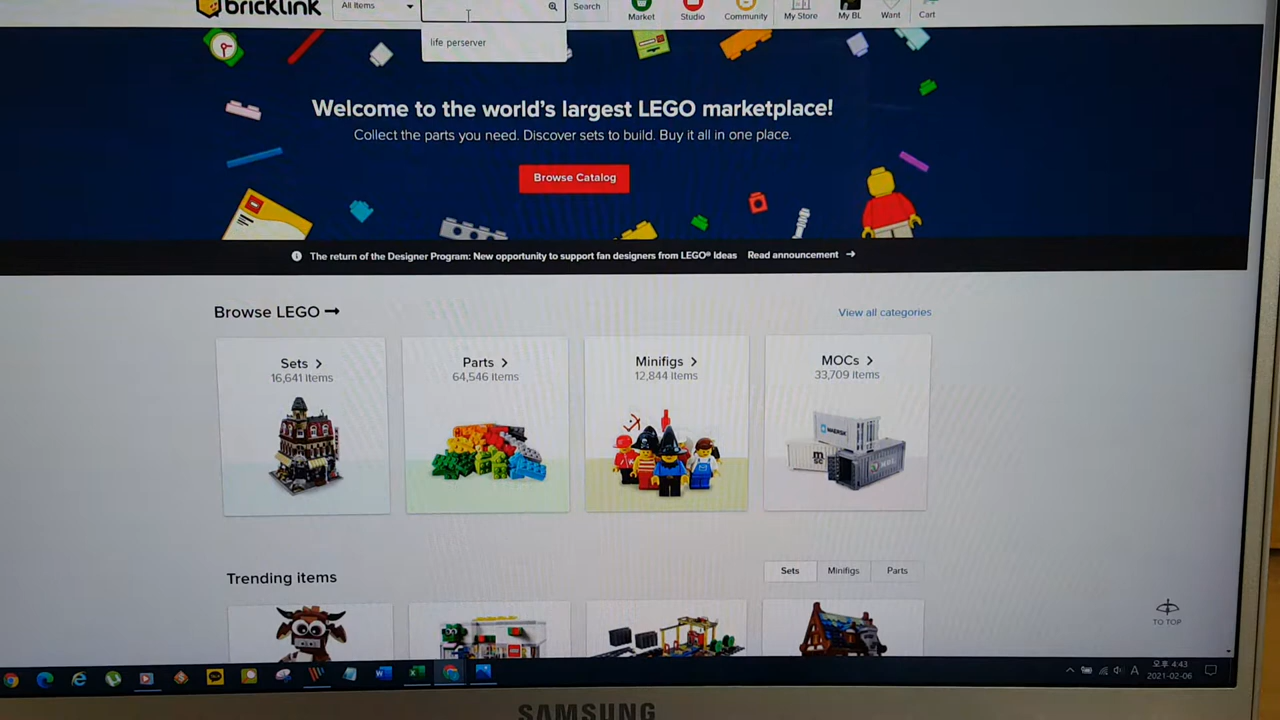 bricklink
All Items
Search
Market
Studio
Community
My Store
My BL
Want
Cart
life perserver
Welcome to the world's largest LEGO marketplace!
Collect the parts you need. Discover sets to build. Buy it all in one place.
Browse Catalog
The return of the Designer Program: New opportunity to support fan designers from LEGO® Ideas Read announcement →
Browse LEGO →
View all categories
Sets >
16,641 Items
Parts >
64,546 Items
Minifigs >
12,844 Items
MOCs >
33,709 Items
MAERSK
msc
Trending items
Sets
Minifigs
Parts
TO TOP
A
오후 4:43
2021-02-06
SAMSUNG